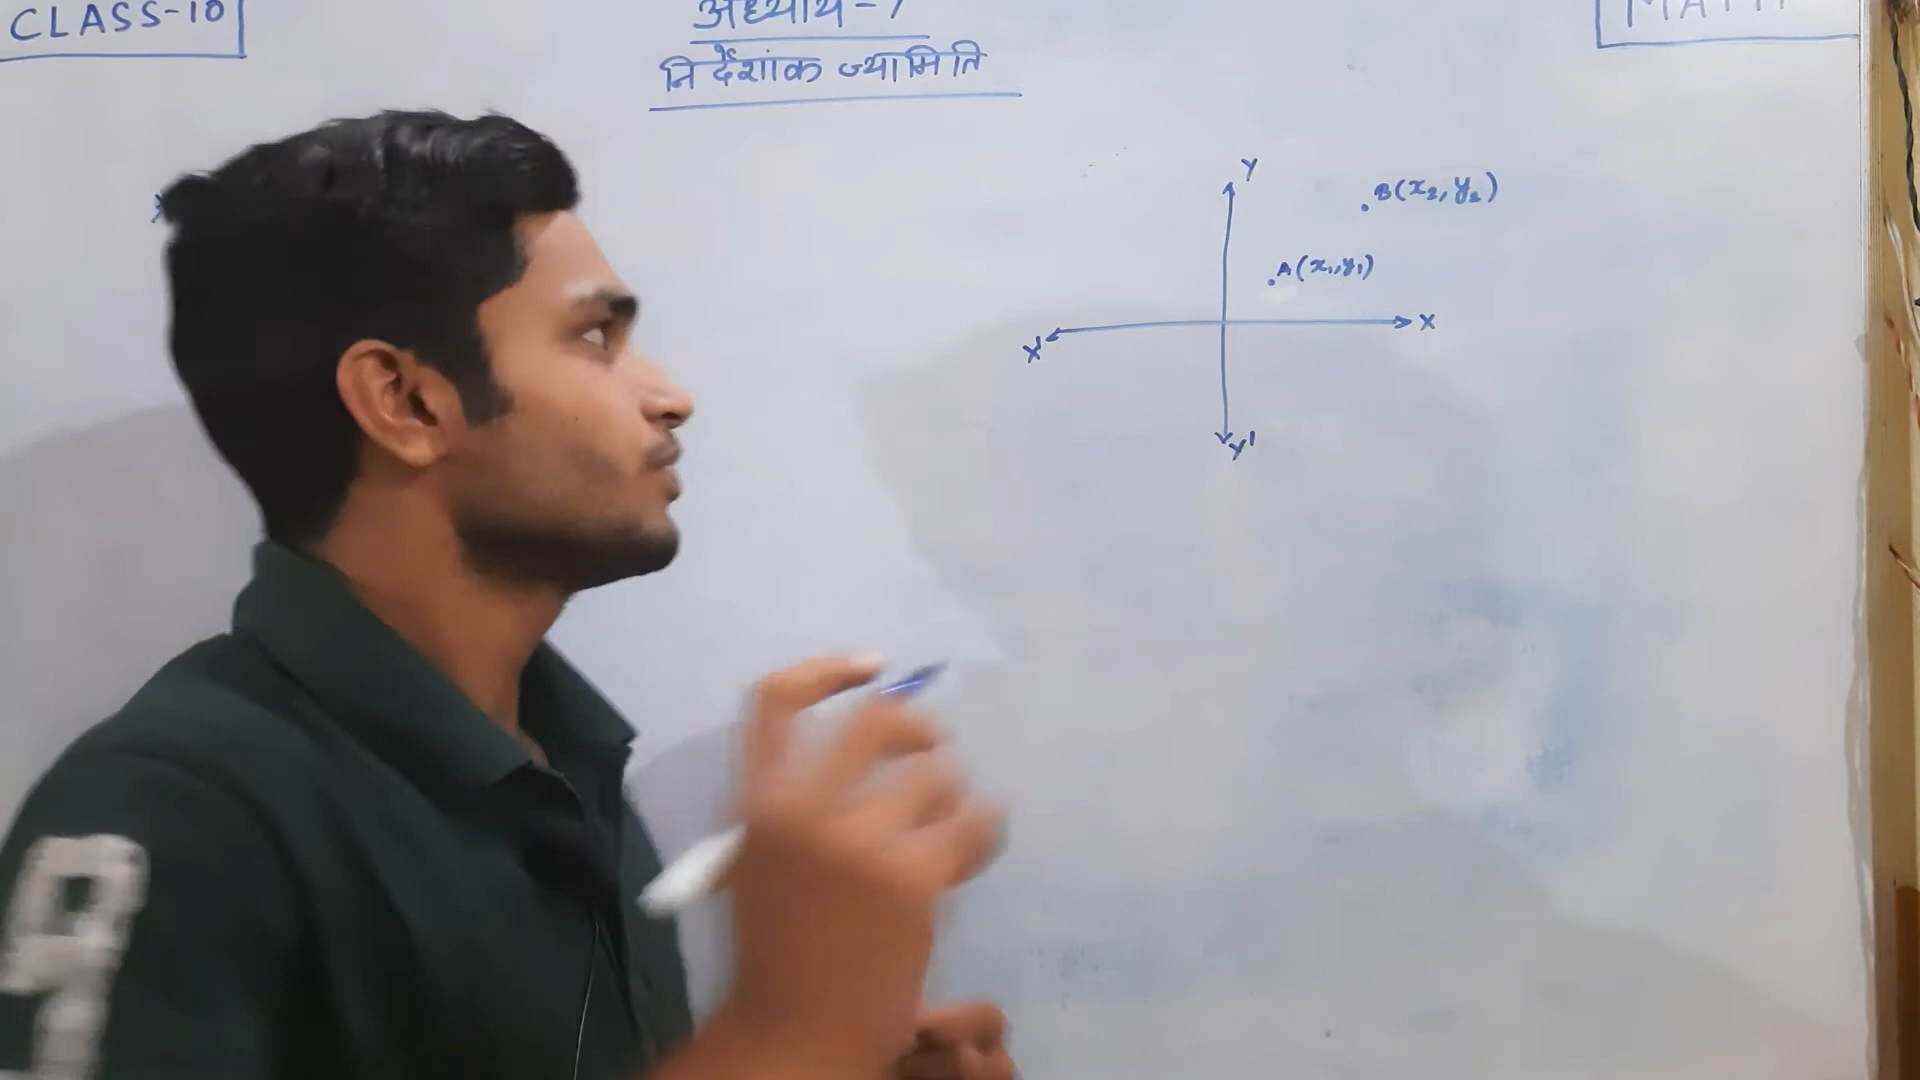 CLASS-10
अध्याय-7
MATH
निर्देशांक ज्यामिति
Y
B(x₂, y₂)
A(x₁, y₁)
X
X'
Y'